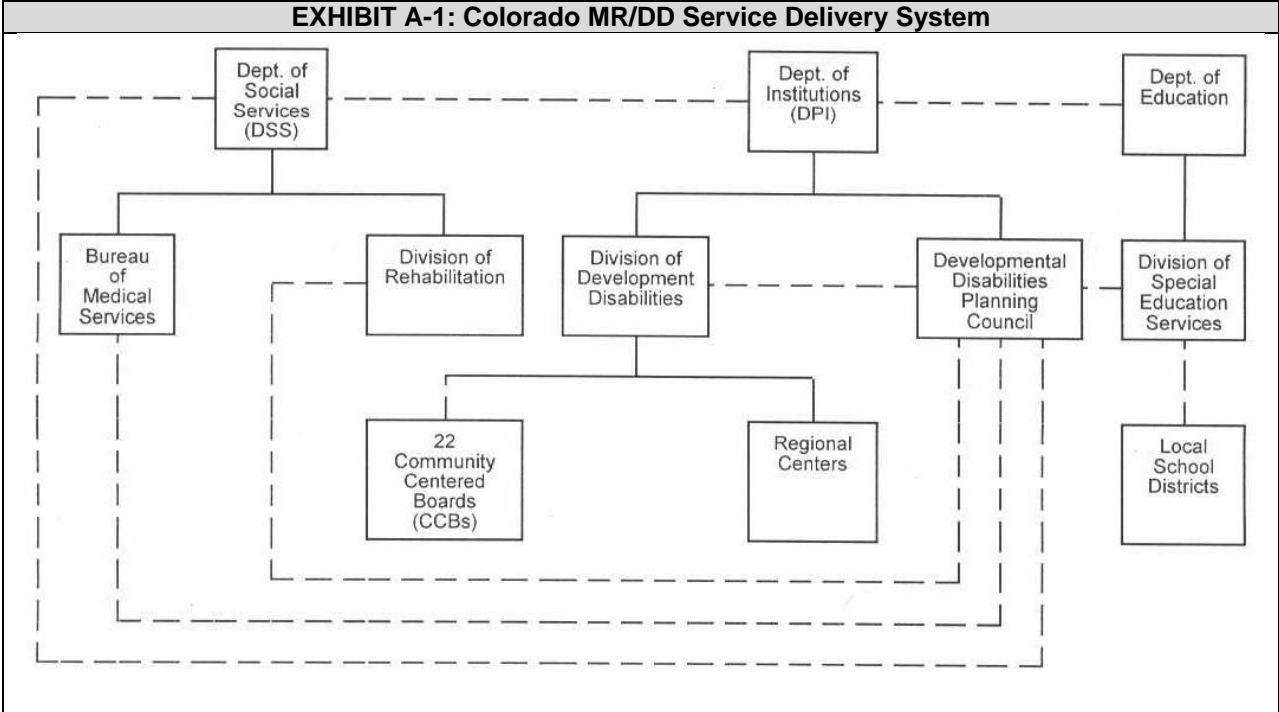 EXHIBIT A-1: Colorado MR/DD Service Delivery System
Dept. of
Social
Services
(DSS)
Dept. of
Institutions
(DPI)
Dept. of
Education
Bureau
of
Medical
Services
Division of
Rehabilitation
Division of
Development
Disabilities
Developmental
Disabilities
Planning
Council
Division of
Special
Education
Services
22
Community
Centered
Boards
(CCBs)
Regional
Centers
Local
School
Districts